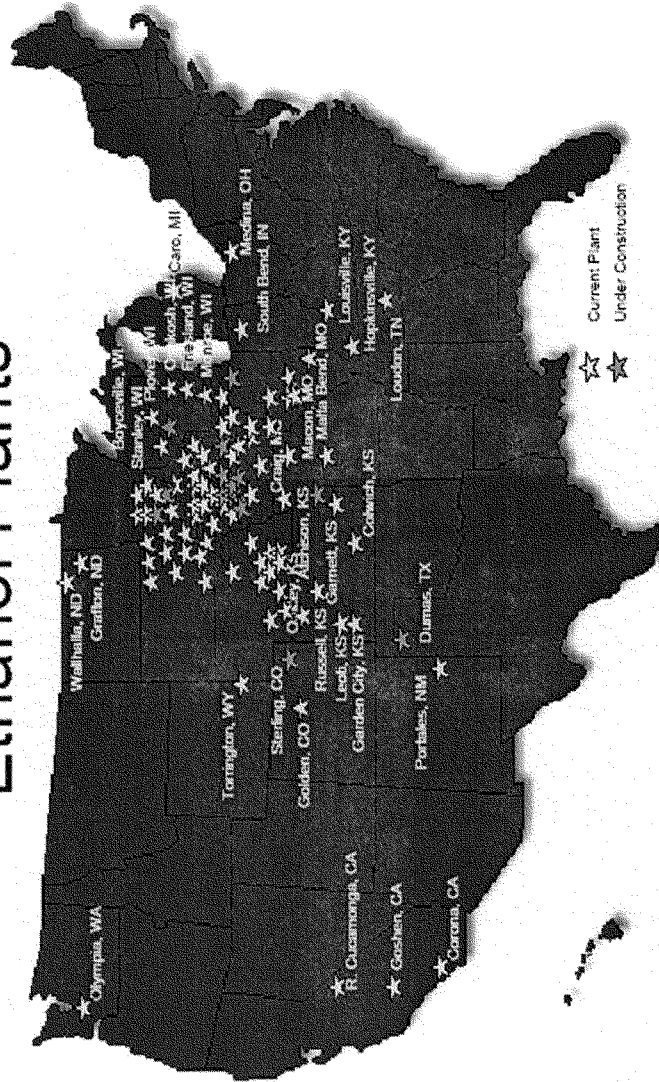 Ethanol Plants
Olympia, WA
Walhalla, ND
Grafton, ND
Boyceville, WI
Stanley, WI
Plover, WI
Oshkosh, WI
Friesland, WI
Monroe, WI
Caro, MI
Medina, OH
South Bend, IN
Torrington, WY
Sterling, CO
Golden, CO
Oakley, KS
Atchison, KS
Craig, MO
Macon, MO
Malta Bend, MO
Louisville, KY
Hopkinsville, KY
Loudon, TN
Russell, KS
Garnett, KS
Leoti, KS
Garden City, KS
Colwich, KS
Dumas, TX
Portales, NM
R. Cucamonga, CA
Goshen, CA
Corona, CA
Current Plant
Under Construction